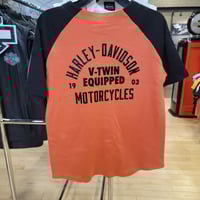 HARLEY-DAVIDSON
V-TWIN
EQUIPPED
19 03
MOTORCYCLES